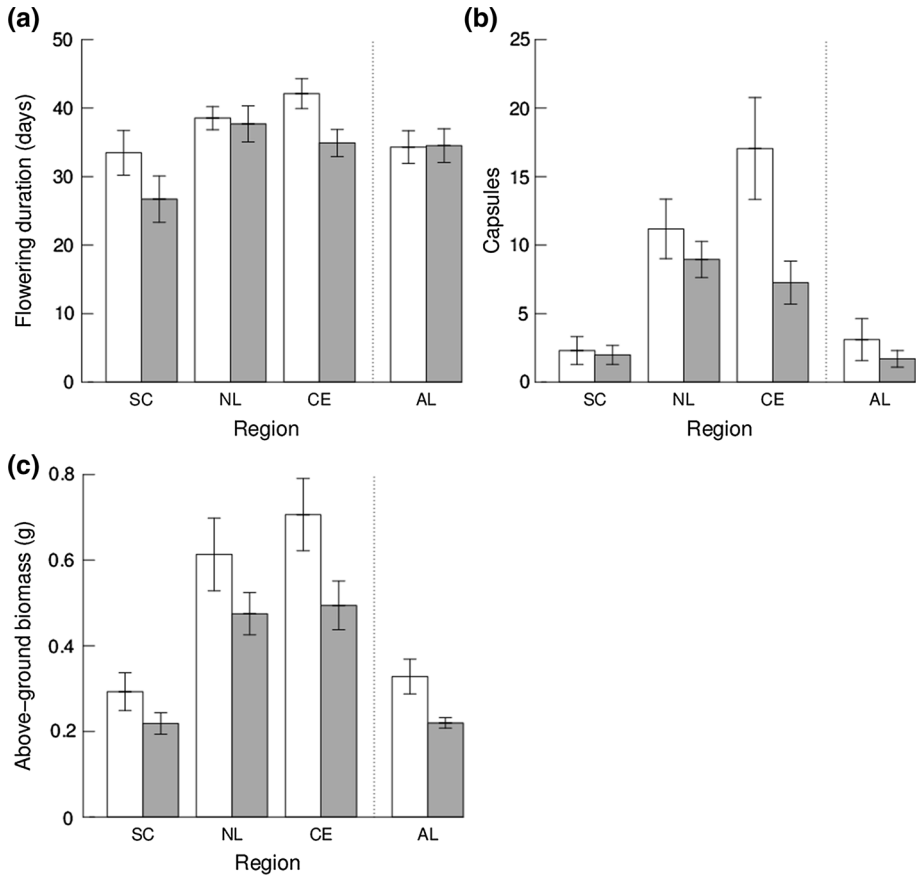 (a)
50
40
30
20
10
0
Flowering duration (days)
SC NL CE AL
Region
(b)
25
20
15
10
5
0
Capsules
SC NL CE AL
Region
(c)
0.8
0.6
0.4
0.2
0
Above−ground biomass (g)
SC NL CE AL
Region